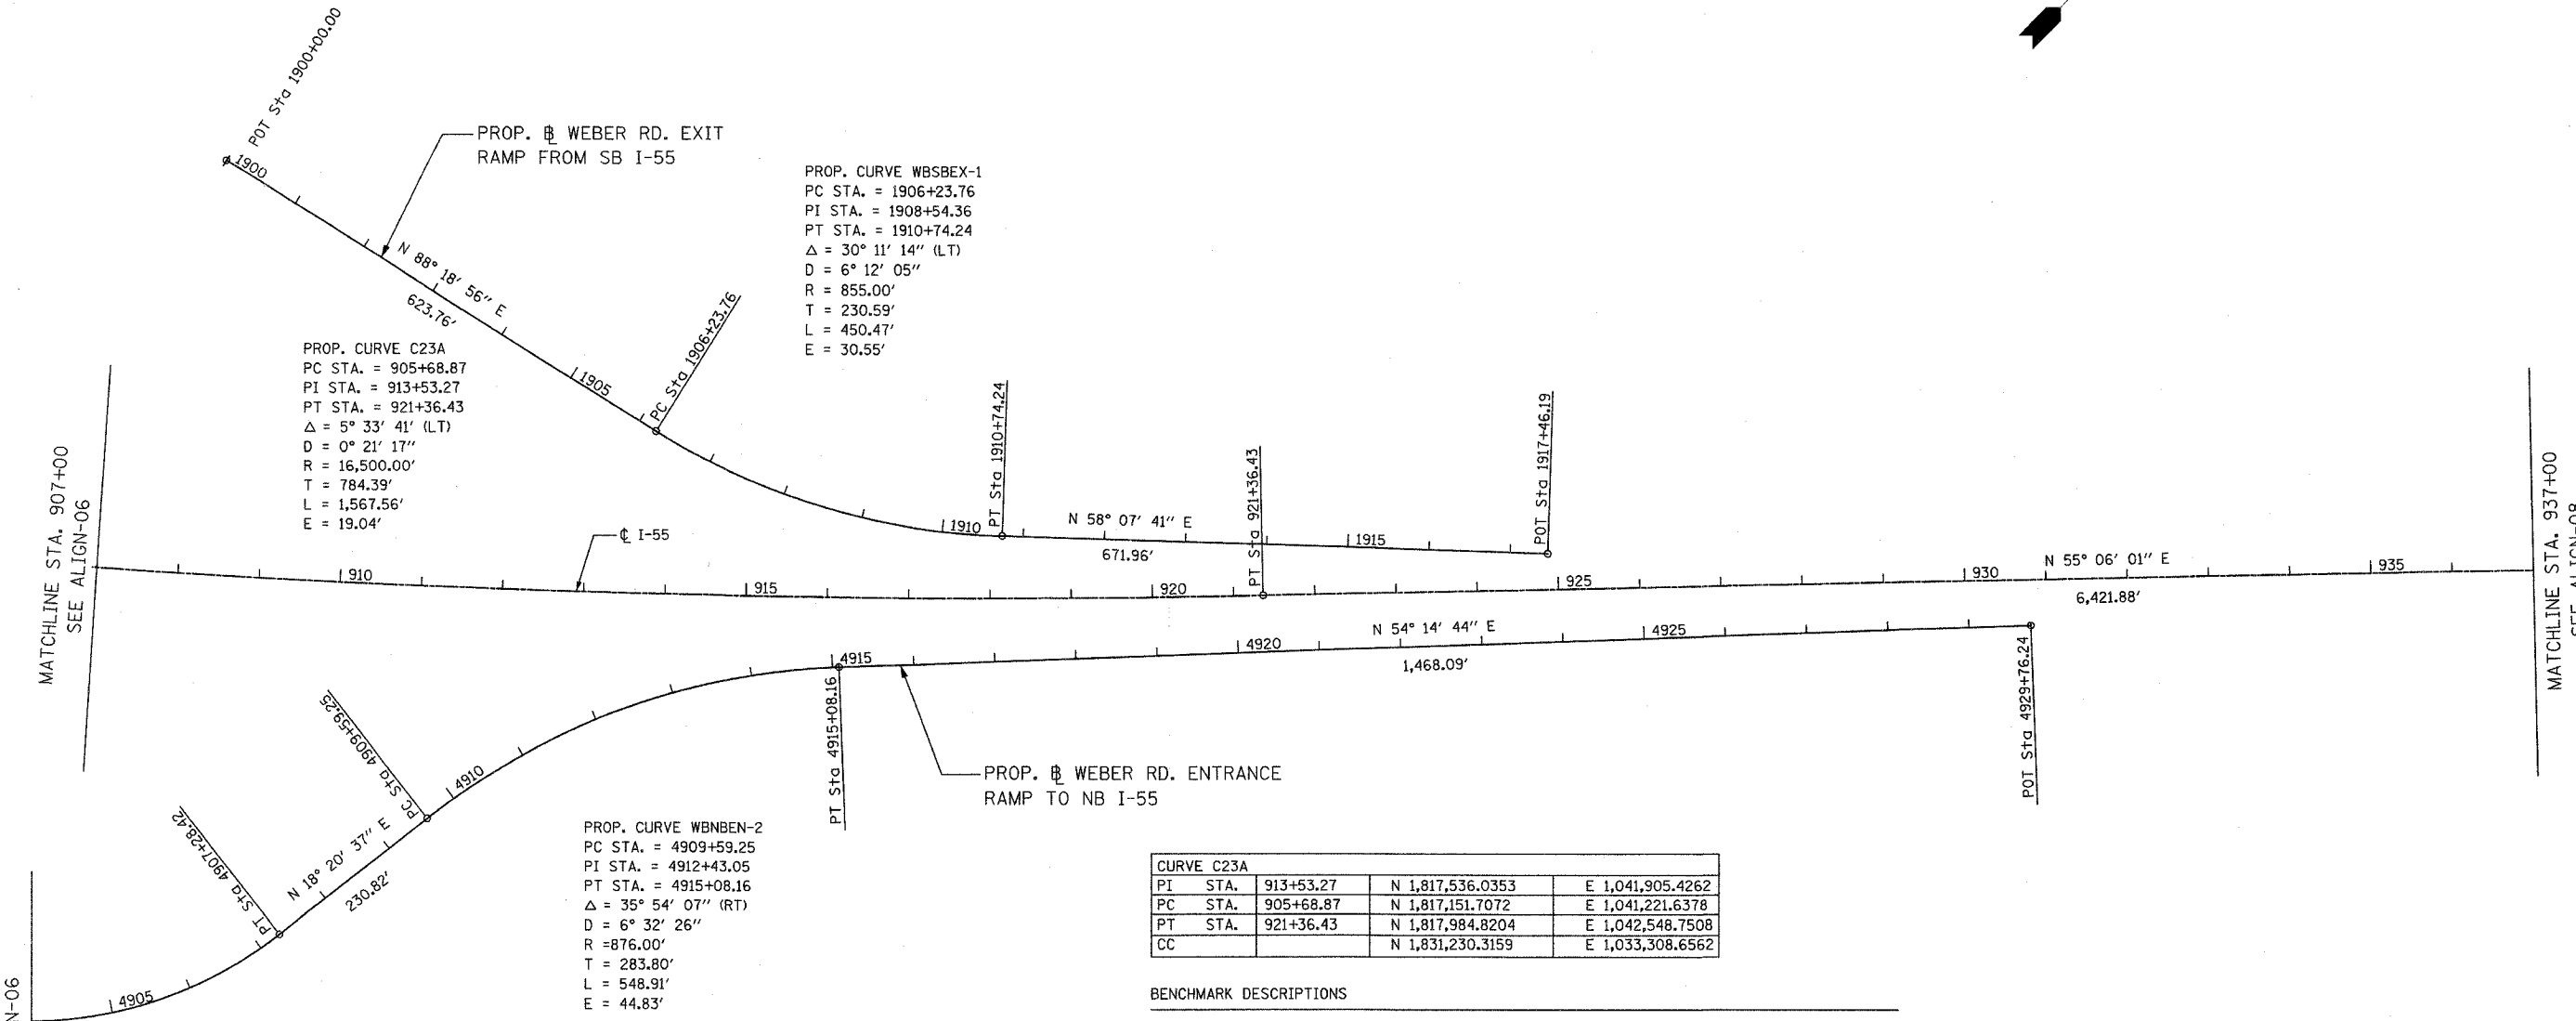 POT Sta 1900+00.00
1900
PROP. ℄ WEBER RD. EXIT
RAMP FROM SB I-55
N 88° 18' 56" E
623.76'
1905
PC Sta 1906+23.76
PROP. CURVE WBSBEX-1
PC STA. = 1906+23.76
PI STA. = 1908+54.36
PT STA. = 1910+74.24
Δ = 30° 11' 14" (LT)
D = 6° 12' 05"
R = 855.00'
T = 230.59'
L = 450.47'
E = 30.55'
PROP. CURVE C23A
PC STA. = 905+68.87
PI STA. = 913+53.27
PT STA. = 921+36.43
Δ = 5° 33' 41' (LT)
D = 0° 21' 17"
R = 16,500.00'
T = 784.39'
L = 1,567.56'
E = 19.04'
1910
PT Sta 1910+74.24
N 58° 07' 41" E
671.96'
PT Sta 921+36.43
1915
POT Sta 1917+46.19
MATCHLINE STA. 907+00
SEE ALIGN-06
℄ I-55
910
915
920
925
930
N 55° 06' 01" E
6,421.88'
935
MATCHLINE STA. 937+00
SEE ALIGN-08
4915
4920
N 54° 14' 44" E
1,468.09'
4925
POT Sta 4929+76.24
PT Sta 4915+08.16
PROP. ℄ WEBER RD. ENTRANCE
RAMP TO NB I-55
PC Sta 4909+59.25
4910
PT Sta 4907+28.42
N 18° 20' 37" E
230.82'
4905
N-06
PROP. CURVE WBNBEN-2
PC STA. = 4909+59.25
PI STA. = 4912+43.05
PT STA. = 4915+08.16
Δ = 35° 54' 07" (RT)
D = 6° 32' 26"
R =876.00'
T = 283.80'
L = 548.91'
E = 44.83'
CURVE C23A
PI STA. 913+53.27 N 1,817,536.0353 E 1,041,905.4262
PC STA. 905+68.87 N 1,817,151.7072 E 1,041,221.6378
PT STA. 921+36.43 N 1,817,984.8204 E 1,042,548.7508
CC N 1,831,230.3159 E 1,033,308.6562
BENCHMARK DESCRIPTIONS